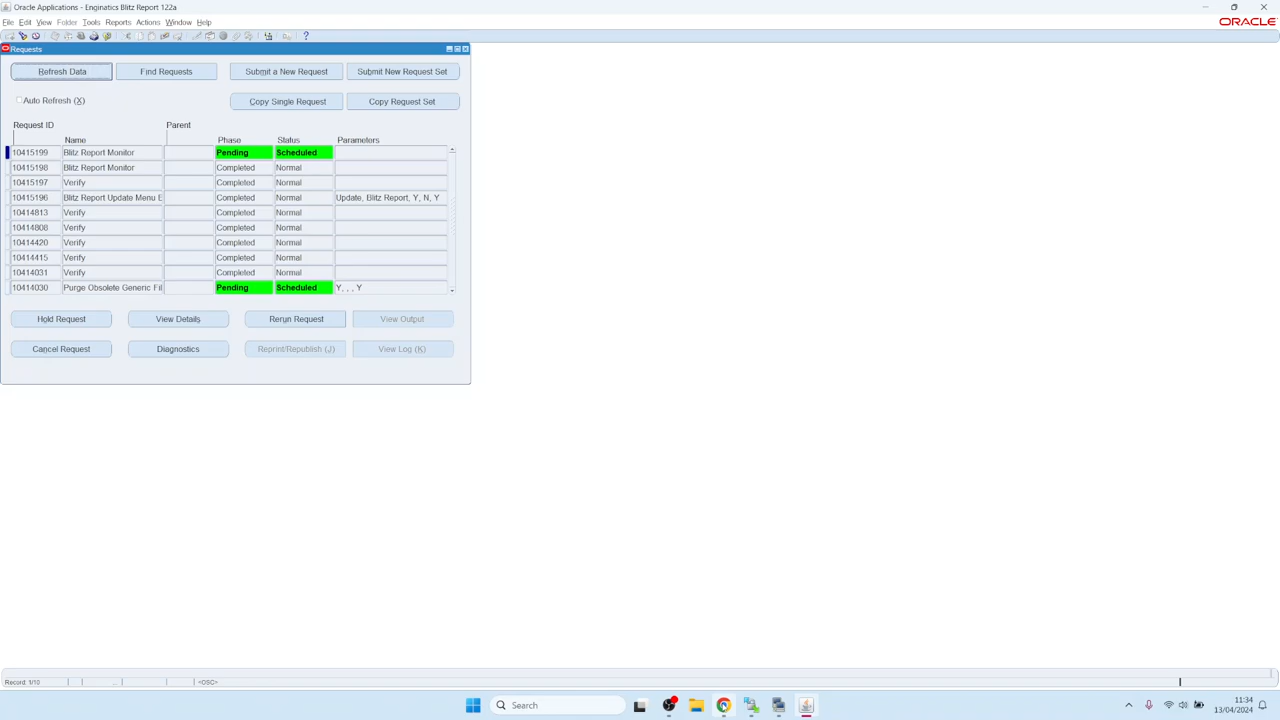 Oracle Applications - Enginatics Blitz Report 122a
File Edit View Folder Tools Reports Actions Window Help
ORACLE
Requests
Refresh Data Find Requests Submit a New Request Submit New Request Set
Auto Refresh (X) Copy Single Request Copy Request Set
Request ID Parent
Name Phase Status Parameters
10415199 Blitz Report Monitor Pending Scheduled
10415198 Blitz Report Monitor Completed Normal
10415197 Verify Completed Normal
10415196 Blitz Report Update Menu E Completed Normal Update, Blitz Report, Y, N, Y
10414813 Verify Completed Normal
10414808 Verify Completed Normal
10414420 Verify Completed Normal
10414415 Verify Completed Normal
10414031 Verify Completed Normal
10414030 Purge Obsolete Generic Fil Pending Scheduled Y, , , Y
Hold Request View Details Rerun Request View Output
Cancel Request Diagnostics Reprint/Republish (J) View Log (K)
Record: 1/10 ... <OSC>
Search
11:34
13/04/2024